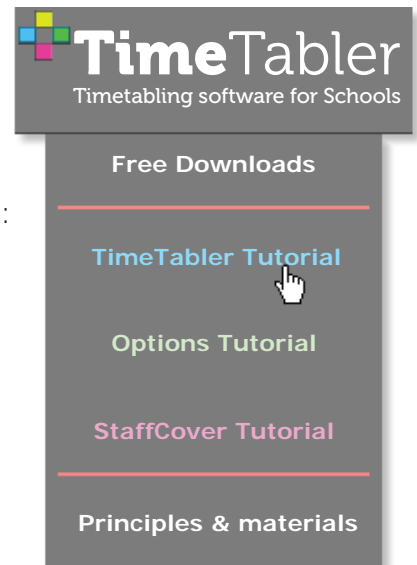 TimeTabler
Timetabling software for Schools
Free Downloads
:
TimeTabler Tutorial
Options Tutorial
StaffCover Tutorial
Principles & materials